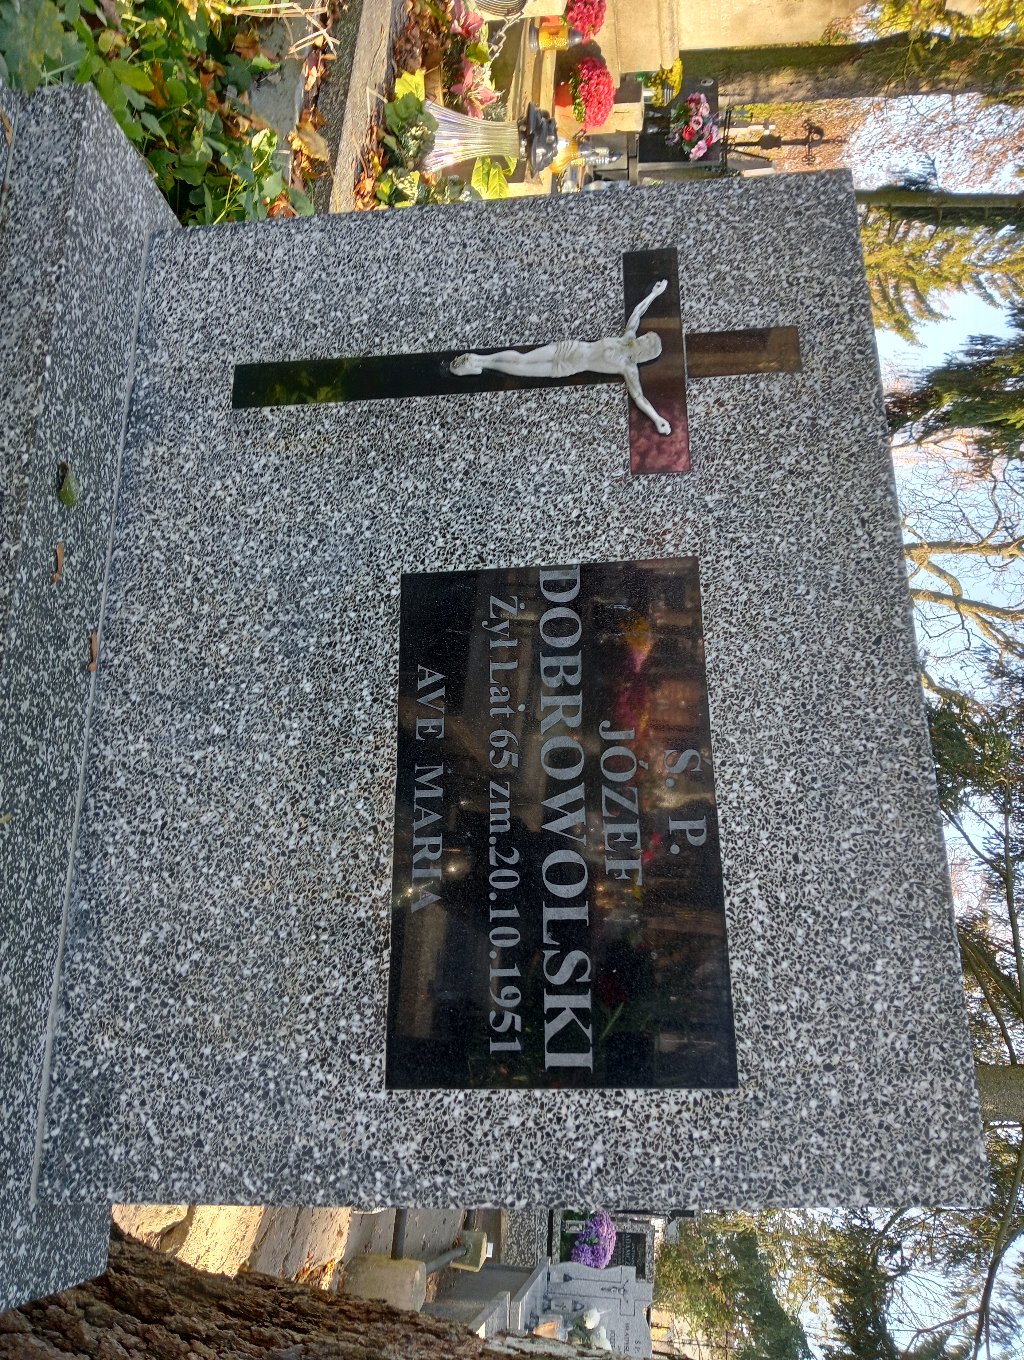 Ś. P.
JÓZEF
DOBROWOLSKI
Żył Lat 65 zm.20.10.1951
AVE MARIA